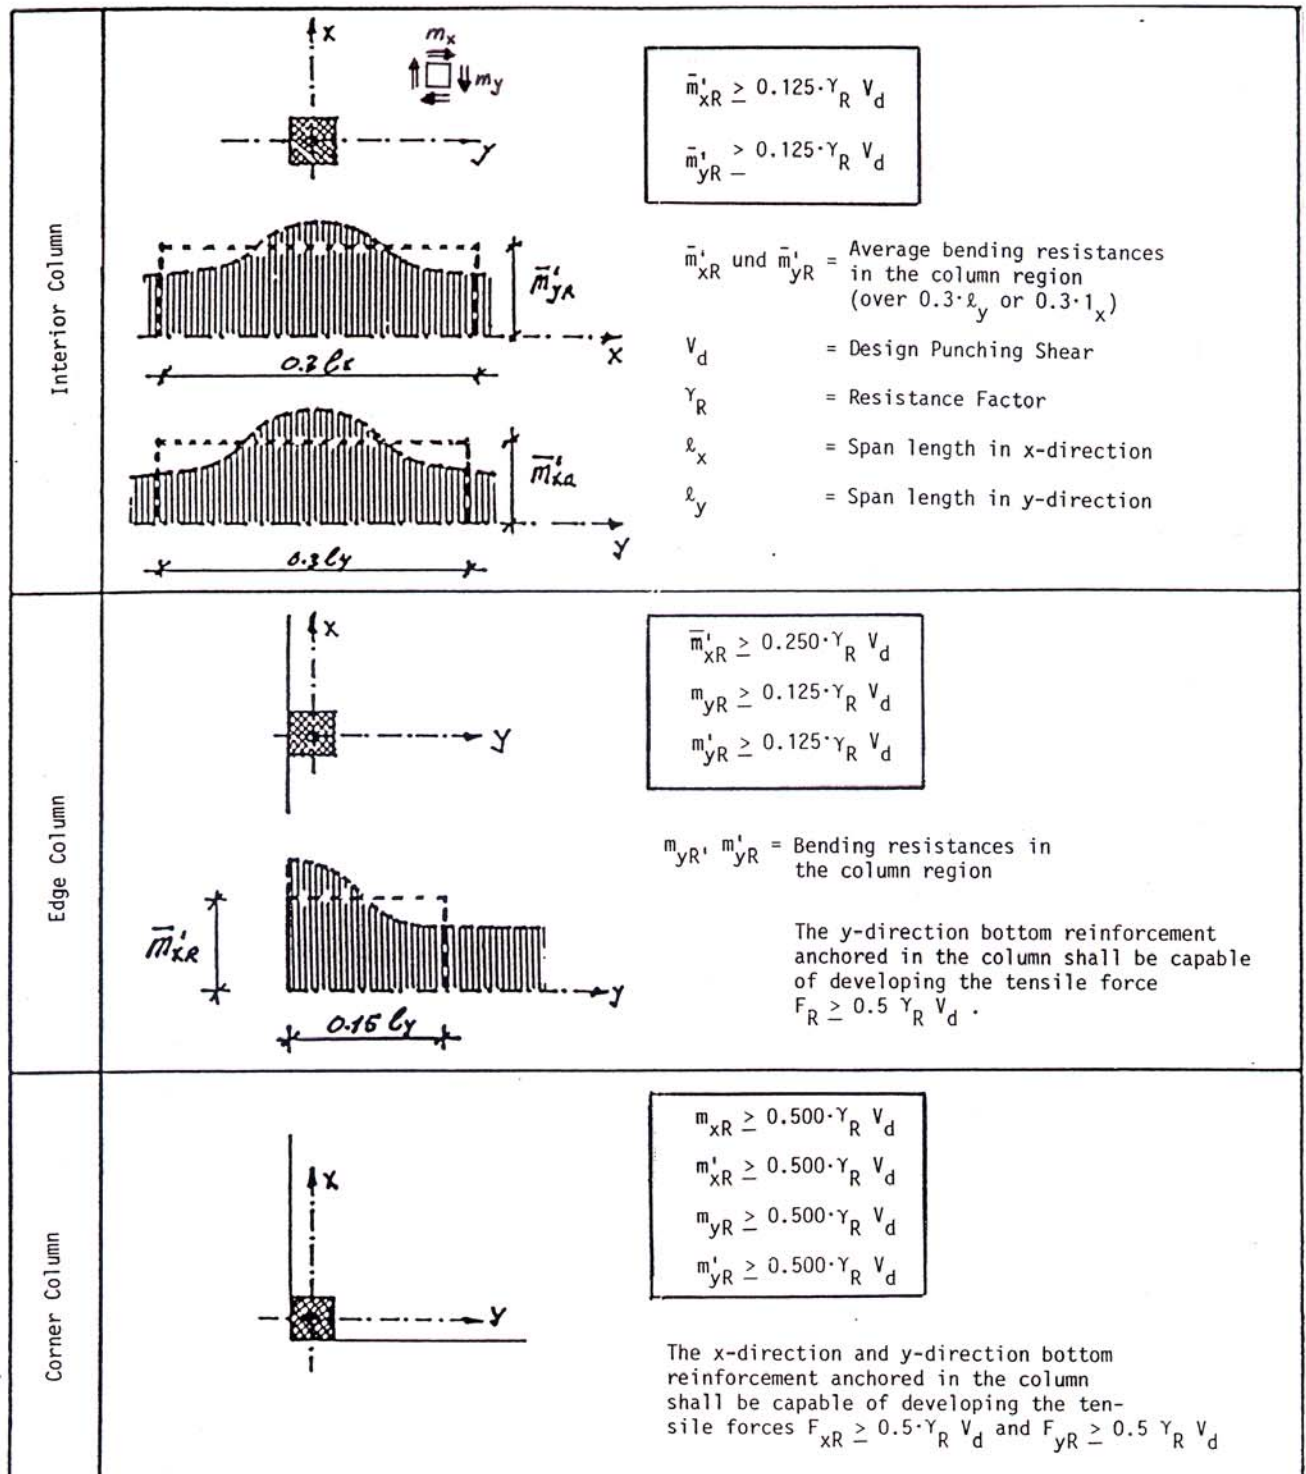 Interior Column
x
m_x
m_y
y
m̄'_yR
x
0.3 ℓx
m̄'_xR
y
0.3 ℓy
m̄'_xR ≥ 0.125·γ_R V_d
m̄'_yR ≥ 0.125·γ_R V_d
m̄'_xR und m̄'_yR = Average bending resistances
in the column region
(over 0.3·ℓ_y or 0.3·1_x)
V_d = Design Punching Shear
γ_R = Resistance Factor
ℓ_x = Span length in x-direction
ℓ_y = Span length in y-direction
Edge Column
x
y
m̄'_xR
y
0.15 ℓy
m̄'_xR ≥ 0.250·γ_R V_d
m_yR ≥ 0.125·γ_R V_d
m'_yR ≥ 0.125·γ_R V_d
m_yR, m'_yR = Bending resistances in
the column region
The y-direction bottom reinforcement
anchored in the column shall be capable
of developing the tensile force
F_R ≥ 0.5 γ_R V_d .
Corner Column
x
y
m_xR ≥ 0.500·γ_R V_d
m'_xR ≥ 0.500·γ_R V_d
m_yR ≥ 0.500·γ_R V_d
m'_yR ≥ 0.500·γ_R V_d
The x-direction and y-direction bottom
reinforcement anchored in the column
shall be capable of developing the ten-
sile forces F_xR ≥ 0.5·γ_R V_d and F_yR ≥ 0.5 γ_R V_d